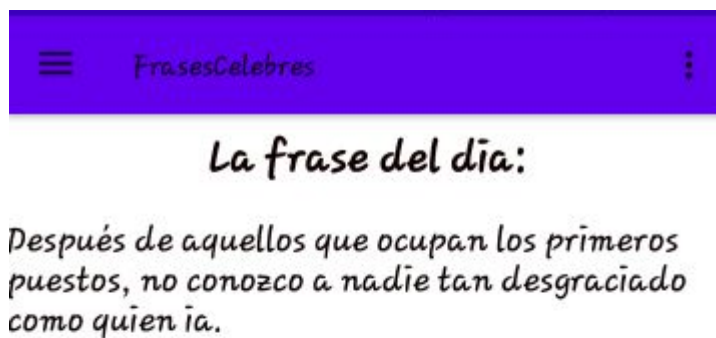 FrasesCelebres
La frase del día:
Después de aquellos que ocupan los primeros
puestos, no conozco a nadie tan desgraciado
como quien ia.